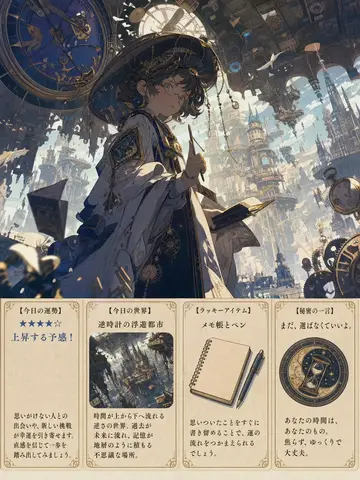 【今日の運勢】
★★★★☆
上昇する予感！
思いがけない人との
出会いや、新しい挑戦
が幸運を引き寄せます。
直感を信じて一歩を
踏み出してみましょう。
【今日の世界】
逆時計の浮遊都市
時間が上から下へ流れる
逆さの世界。過去が
未来に流れ、記憶が
地層のように積もる
不思議な場所。
【ラッキーアイテム】
メモ帳とペン
思いついたことをすぐに
書き留めることで、運の
流れをつかまえられる
でしょう。
【秘密の一言】
まだ、選ばなくていいよ。
あなたの時間は、
あなたのもの。
焦らず、ゆっくりで
大丈夫。